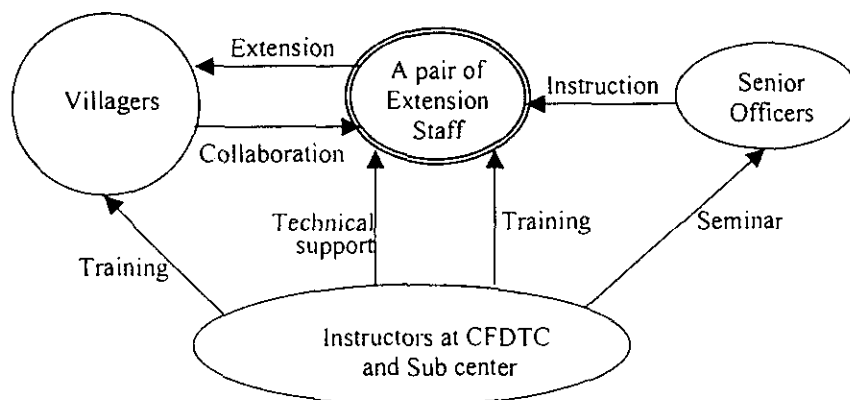 Extension
Villagers
Collaboration
A pair of
Extension
Staff
Instruction
Senior
Officers
Training
Technical
support
Training
Seminar
Instructors at CFDTC
and Sub center